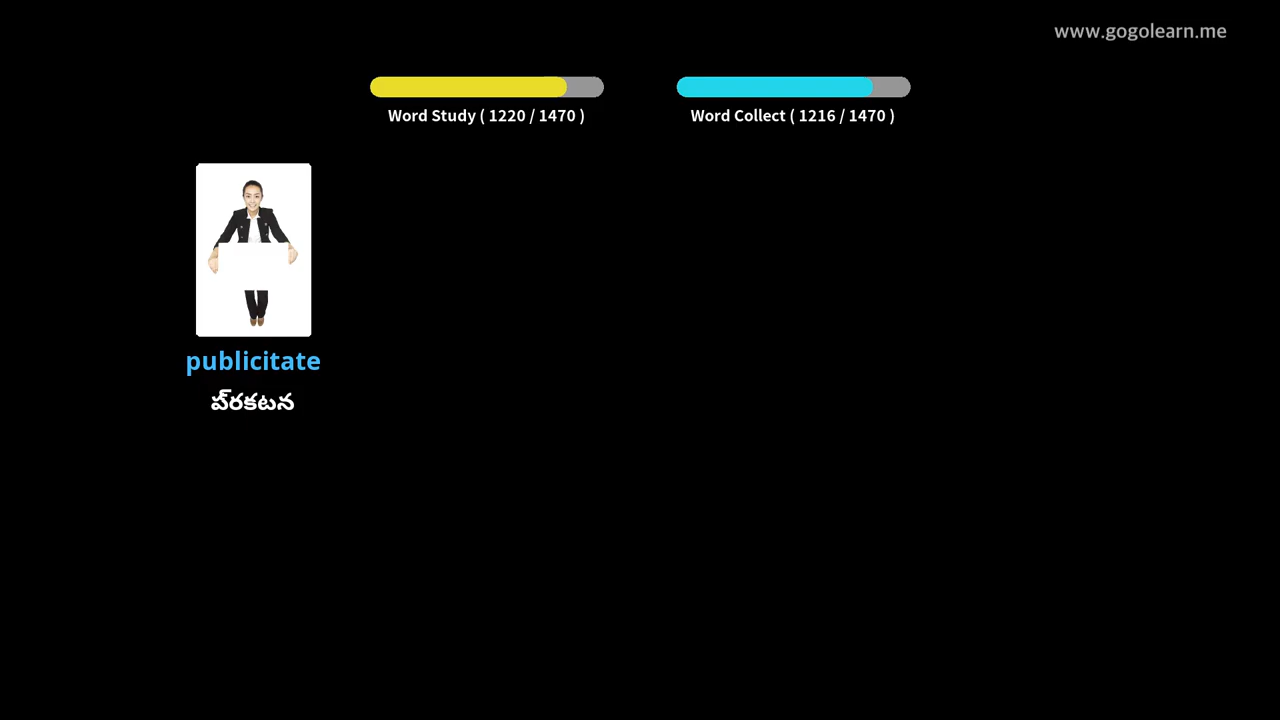 www.gogolearn.me
Word Study ( 1220 / 1470 )
Word Collect ( 1216 / 1470 )
publicitate
ప్రకటన